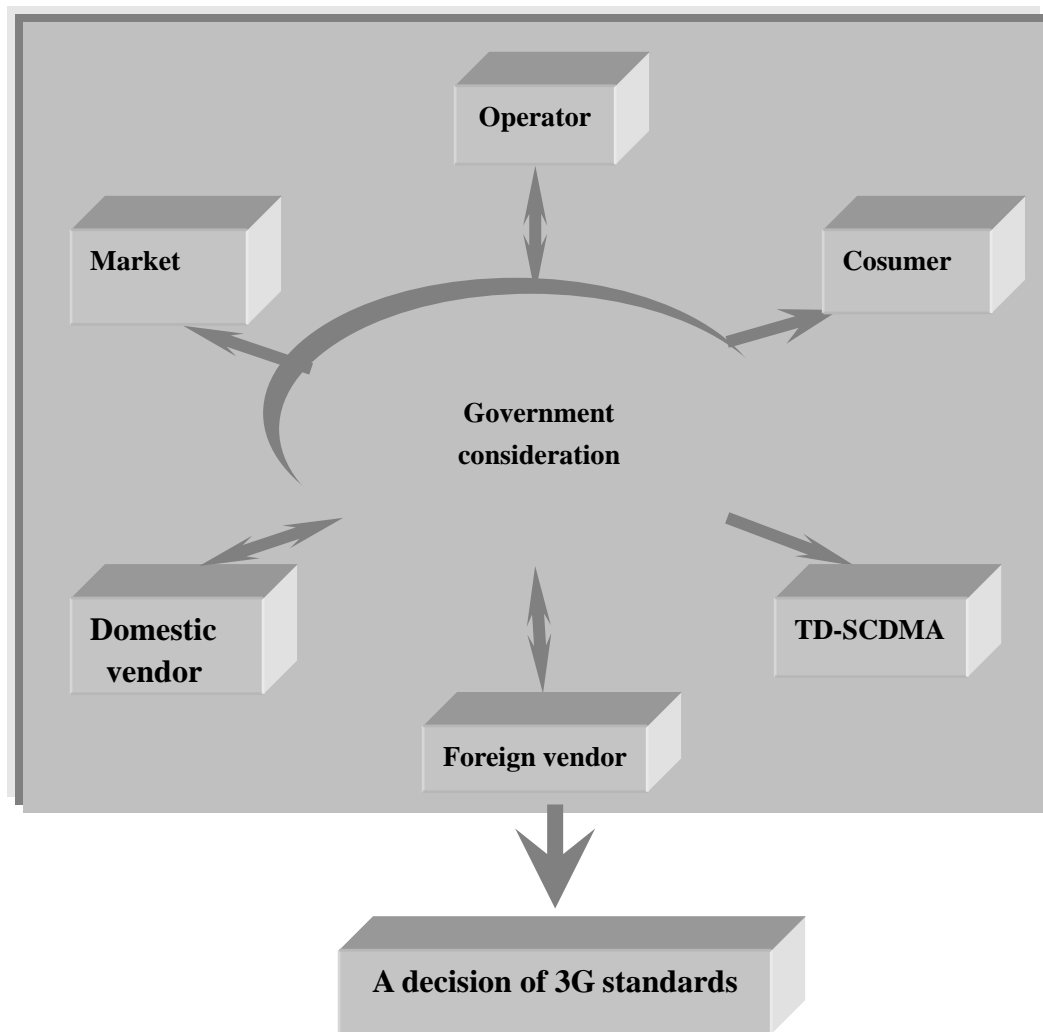 Operator
Market
Cosumer
Government
consideration
Domestic
vendor
TD-SCDMA
Foreign vendor
A decision of 3G standards